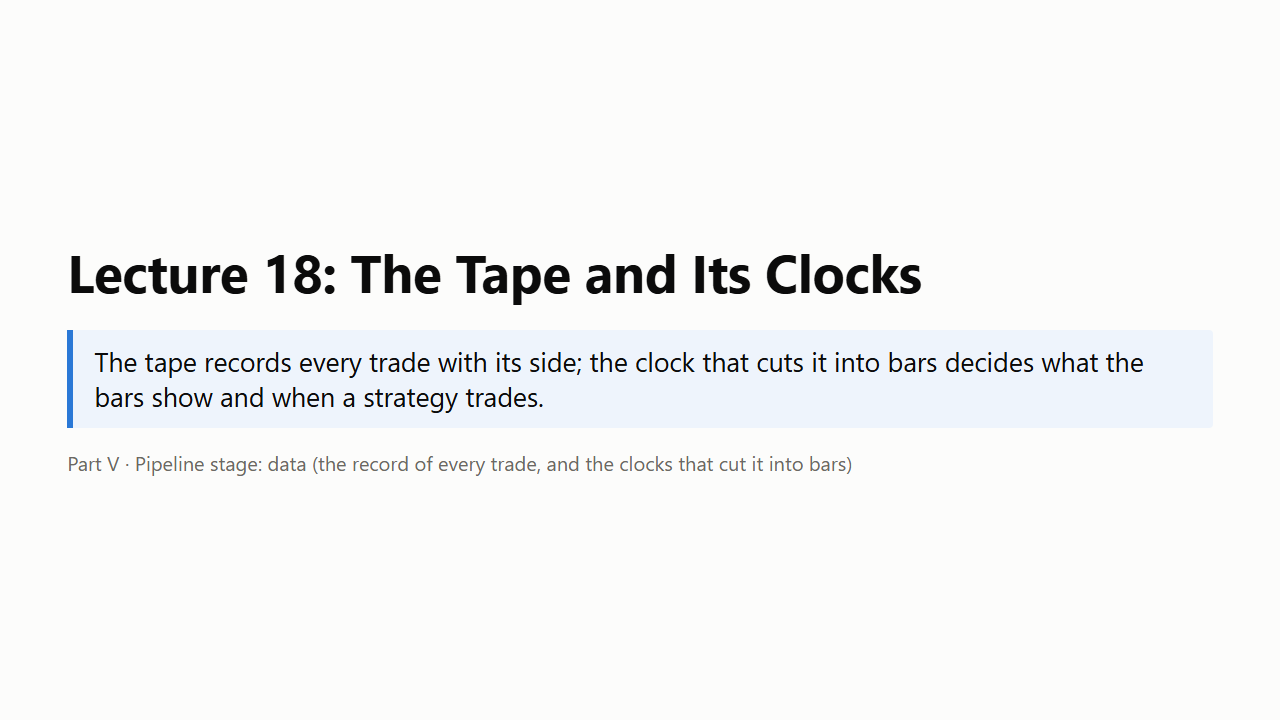 Lecture 18: The Tape and Its Clocks
The tape records every trade with its side; the clock that cuts it into bars decides what the
bars show and when a strategy trades.
Part V · Pipeline stage: data (the record of every trade, and the clocks that cut it into bars)